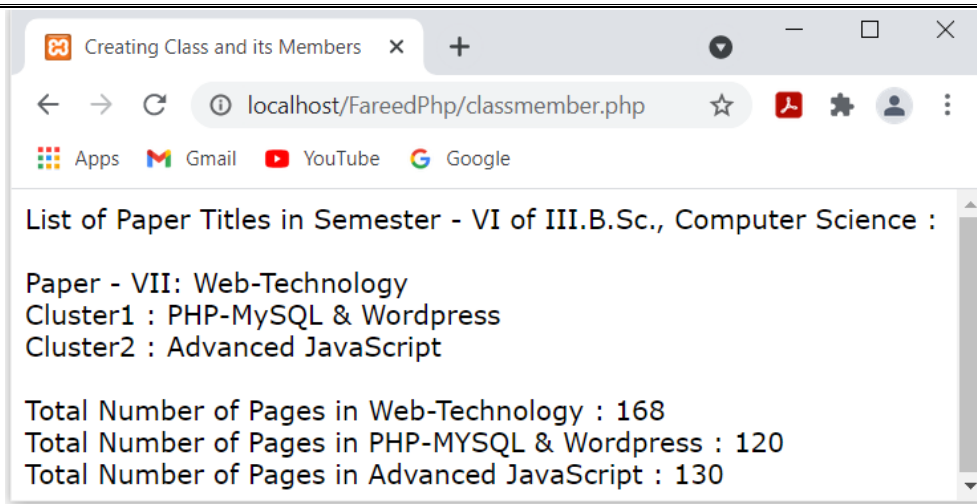 Creating Class and its Members
localhost/FareedPhp/classmember.php
Apps Gmail YouTube Google
List of Paper Titles in Semester - VI of III.B.Sc., Computer Science :
Paper - VII: Web-Technology
Cluster1 : PHP-MySQL & Wordpress
Cluster2 : Advanced JavaScript
Total Number of Pages in Web-Technology : 168
Total Number of Pages in PHP-MYSQL & Wordpress : 120
Total Number of Pages in Advanced JavaScript : 130